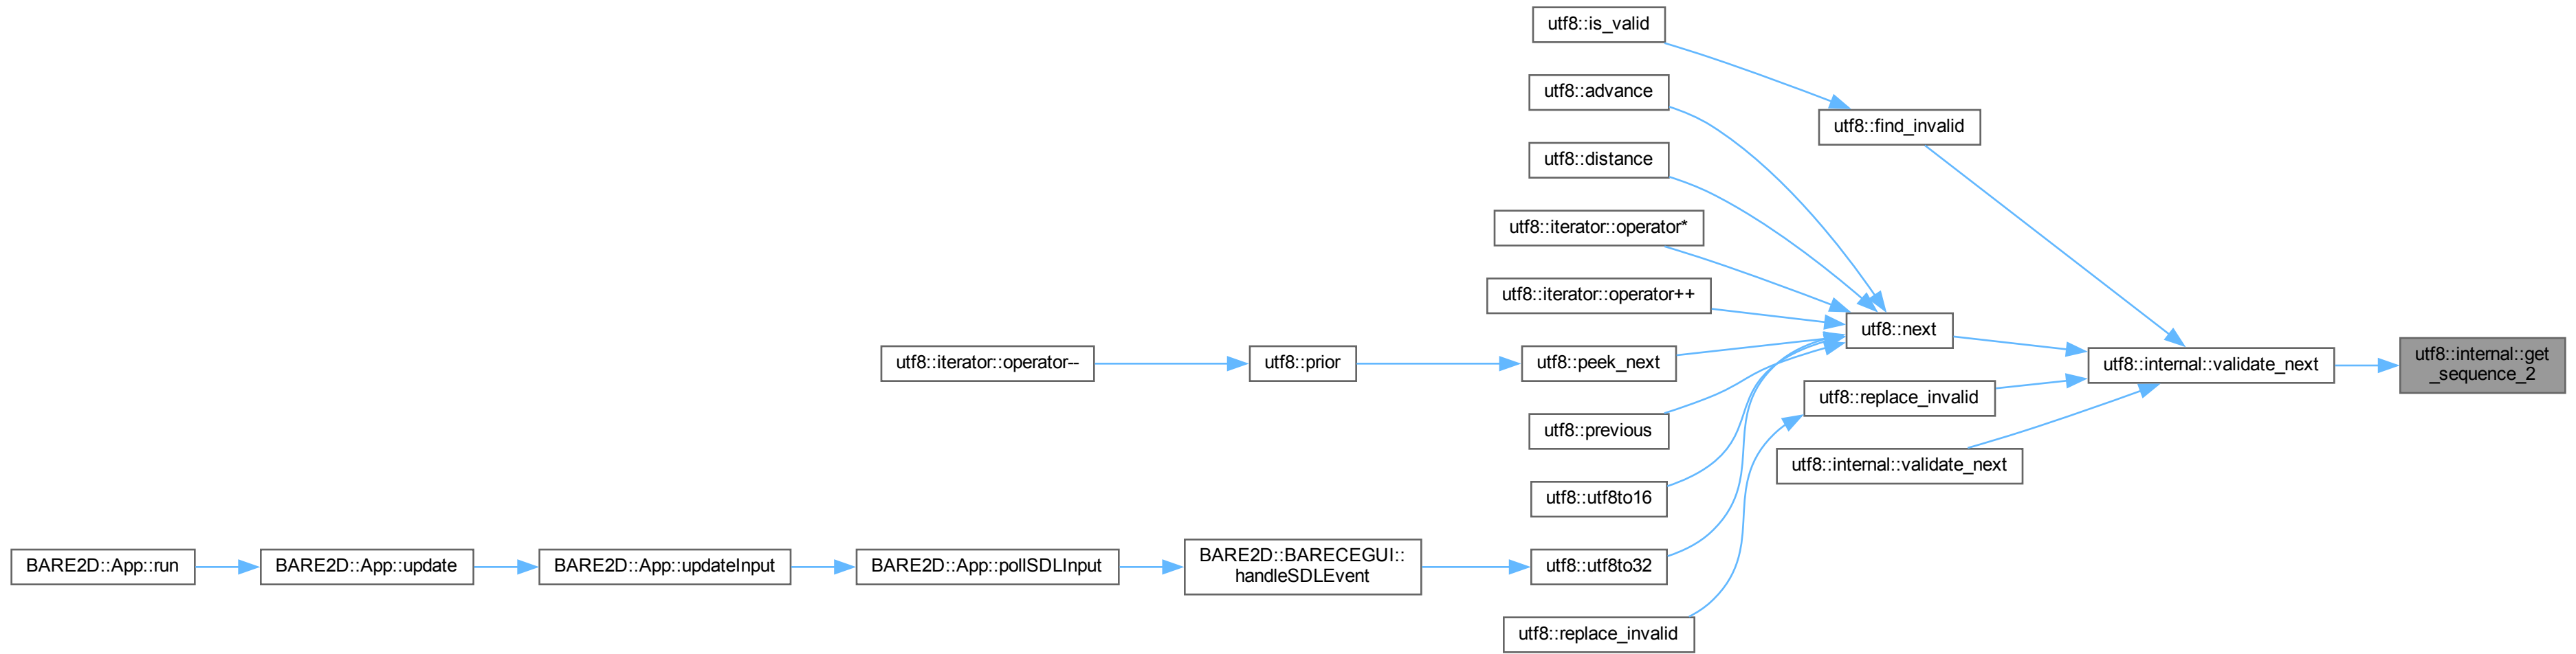 utf8::is_valid
utf8::advance
utf8::find_invalid
utf8::distance
utf8::iterator::operator*
utf8::iterator::operator++
utf8::next
utf8::iterator::operator--
utf8::prior
utf8::peek_next
utf8::internal::validate_next
utf8::internal::get
_sequence_2
utf8::replace_invalid
utf8::previous
utf8::internal::validate_next
utf8::utf8to16
BARE2D::App::run
BARE2D::App::update
BARE2D::App::updateInput
BARE2D::App::pollSDLInput
BARE2D::BARECEGUI::
handleSDLEvent
utf8::utf8to32
utf8::replace_invalid